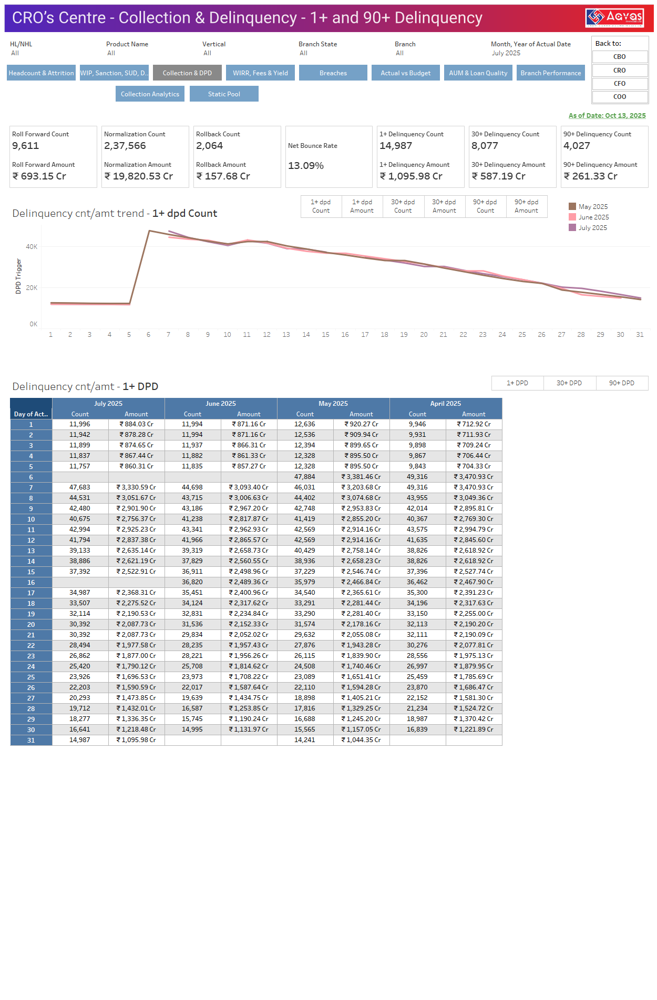 CRO's Centre - Collection & Delinquency - 1+ and 90+ Delinquency
Aavas
HL/NHL Product Name Vertical Branch State Branch Month, Year of Actual Date
All All All All All July 2025
Back to:
CBO
CRO
CFO
COO
Headcount & Attrition WIP, Sanction, SUD, D.. Collection & DPD WIRR, Fees & Yield Breaches Actual vs Budget AUM & Loan Quality Branch Performance
Collection Analytics Static Pool
As of Date: Oct 13, 2025
Roll Forward Count Normalization Count Rollback Count Net Bounce Rate 1+ Delinquency Count 30+ Delinquency Count 90+ Delinquency Count
9,611 2,37,566 2,064 13.09% 14,987 8,077 4,027
Roll Forward Amount Normalization Amount Rollback Amount 1+ Delinquency Amount 30+ Delinquency Amount 90+ Delinquency Amount
₹ 693.15 Cr ₹ 19,820.53 Cr ₹ 157.68 Cr ₹ 1,095.98 Cr ₹ 587.19 Cr ₹ 261.33 Cr
Delinquency cnt/amt trend - 1+ dpd Count
1+ dpd Count 1+ dpd Amount 30+ dpd Count 30+ dpd Amount 90+ dpd Count 90+ dpd Amount
May 2025
June 2025
July 2025
DPD Trigger
40K
20K
0K
1 2 3 4 5 6 7 8 9 10 11 12 13 14 15 16 17 18 19 20 21 22 23 24 25 26 27 28 29 30 31
Delinquency cnt/amt - 1+ DPD
1+ DPD 30+ DPD 90+ DPD
July 2025 June 2025 May 2025 April 2025
Day of Act.. Count Amount Count Amount Count Amount Count Amount
1 11,996 ₹ 884.03 Cr 11,994 ₹ 871.16 Cr 12,636 ₹ 920.27 Cr 9,946 ₹ 712.92 Cr
2 11,942 ₹ 878.28 Cr 11,994 ₹ 871.16 Cr 12,536 ₹ 909.94 Cr 9,931 ₹ 711.93 Cr
3 11,899 ₹ 874.65 Cr 11,937 ₹ 866.31 Cr 12,394 ₹ 899.65 Cr 9,898 ₹ 709.24 Cr
4 11,837 ₹ 867.44 Cr 11,882 ₹ 861.33 Cr 12,328 ₹ 895.50 Cr 9,867 ₹ 706.44 Cr
5 11,757 ₹ 860.31 Cr 11,835 ₹ 857.27 Cr 12,328 ₹ 895.50 Cr 9,843 ₹ 704.33 Cr
6 47,884 ₹ 3,381.46 Cr 49,316 ₹ 3,470.93 Cr
7 47,683 ₹ 3,330.59 Cr 44,698 ₹ 3,093.40 Cr 46,031 ₹ 3,203.68 Cr 49,316 ₹ 3,470.93 Cr
8 44,531 ₹ 3,051.67 Cr 43,715 ₹ 3,006.63 Cr 44,402 ₹ 3,074.68 Cr 43,955 ₹ 3,049.36 Cr
9 42,480 ₹ 2,901.90 Cr 43,186 ₹ 2,967.20 Cr 42,748 ₹ 2,953.83 Cr 42,014 ₹ 2,895.81 Cr
10 40,675 ₹ 2,756.37 Cr 41,238 ₹ 2,817.87 Cr 41,419 ₹ 2,855.20 Cr 40,367 ₹ 2,769.30 Cr
11 42,994 ₹ 2,925.23 Cr 43,341 ₹ 2,962.93 Cr 42,569 ₹ 2,914.16 Cr 43,575 ₹ 2,994.79 Cr
12 41,794 ₹ 2,837.38 Cr 41,966 ₹ 2,865.57 Cr 42,569 ₹ 2,914.16 Cr 41,635 ₹ 2,845.60 Cr
13 39,133 ₹ 2,635.14 Cr 39,319 ₹ 2,658.73 Cr 40,429 ₹ 2,758.14 Cr 38,826 ₹ 2,618.92 Cr
14 38,886 ₹ 2,621.19 Cr 37,829 ₹ 2,560.55 Cr 38,936 ₹ 2,658.23 Cr 38,826 ₹ 2,618.92 Cr
15 37,392 ₹ 2,522.91 Cr 36,911 ₹ 2,498.96 Cr 37,229 ₹ 2,546.74 Cr 37,396 ₹ 2,527.74 Cr
16 36,820 ₹ 2,489.36 Cr 35,979 ₹ 2,466.84 Cr 36,462 ₹ 2,467.90 Cr
17 34,987 ₹ 2,368.31 Cr 35,451 ₹ 2,400.96 Cr 34,540 ₹ 2,365.61 Cr 35,300 ₹ 2,391.23 Cr
18 33,507 ₹ 2,275.52 Cr 34,124 ₹ 2,317.62 Cr 33,291 ₹ 2,281.44 Cr 34,196 ₹ 2,317.63 Cr
19 32,114 ₹ 2,190.53 Cr 32,831 ₹ 2,234.84 Cr 33,290 ₹ 2,281.40 Cr 33,150 ₹ 2,255.00 Cr
20 30,392 ₹ 2,087.73 Cr 31,536 ₹ 2,152.33 Cr 31,574 ₹ 2,178.16 Cr 32,113 ₹ 2,190.20 Cr
21 30,392 ₹ 2,087.73 Cr 29,834 ₹ 2,052.02 Cr 29,632 ₹ 2,055.08 Cr 32,111 ₹ 2,190.09 Cr
22 28,494 ₹ 1,977.58 Cr 28,235 ₹ 1,957.43 Cr 27,876 ₹ 1,943.28 Cr 30,276 ₹ 2,077.81 Cr
23 26,862 ₹ 1,877.00 Cr 28,221 ₹ 1,956.26 Cr 26,115 ₹ 1,839.90 Cr 28,556 ₹ 1,975.13 Cr
24 25,420 ₹ 1,790.12 Cr 25,708 ₹ 1,814.62 Cr 24,508 ₹ 1,740.46 Cr 26,997 ₹ 1,879.95 Cr
25 23,926 ₹ 1,696.53 Cr 23,973 ₹ 1,708.22 Cr 23,089 ₹ 1,651.41 Cr 25,459 ₹ 1,785.69 Cr
26 22,203 ₹ 1,590.59 Cr 22,017 ₹ 1,587.64 Cr 22,110 ₹ 1,594.28 Cr 23,870 ₹ 1,686.47 Cr
27 20,293 ₹ 1,473.85 Cr 19,639 ₹ 1,434.75 Cr 18,898 ₹ 1,405.21 Cr 22,152 ₹ 1,581.30 Cr
28 19,712 ₹ 1,432.01 Cr 16,587 ₹ 1,253.85 Cr 17,816 ₹ 1,329.25 Cr 21,234 ₹ 1,524.72 Cr
29 18,277 ₹ 1,336.35 Cr 15,745 ₹ 1,190.24 Cr 16,688 ₹ 1,245.20 Cr 18,987 ₹ 1,370.42 Cr
30 16,641 ₹ 1,218.48 Cr 14,995 ₹ 1,131.97 Cr 15,565 ₹ 1,157.05 Cr 16,839 ₹ 1,221.89 Cr
31 14,987 ₹ 1,095.98 Cr 14,241 ₹ 1,044.35 Cr